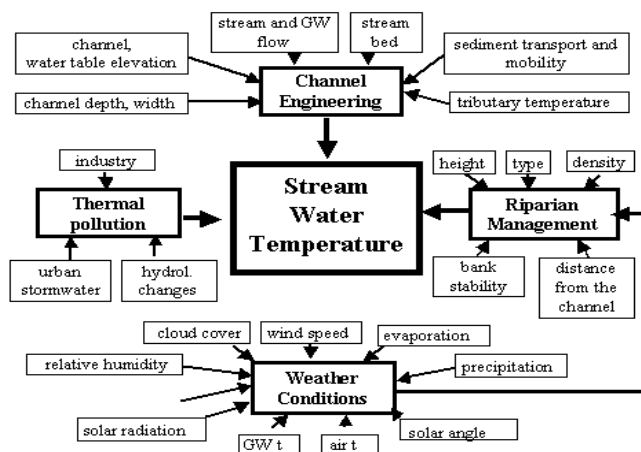 stream and GW
flow
stream
bed
channel,
water table elevation
sediment transport and
mobility
Channel
Engineering
channel depth, width
tributary temperature
industry
height
type
density
Thermal
pollution
Stream
Water
Temperature
Riparian
Management
urban
stormwater
hydrol.
changes
bank
stability
distance
from the
channel
cloud cover
wind speed
evaporation
relative humidity
precipitation
Weather
Conditions
solar radiation
solar angle
GW t
air t